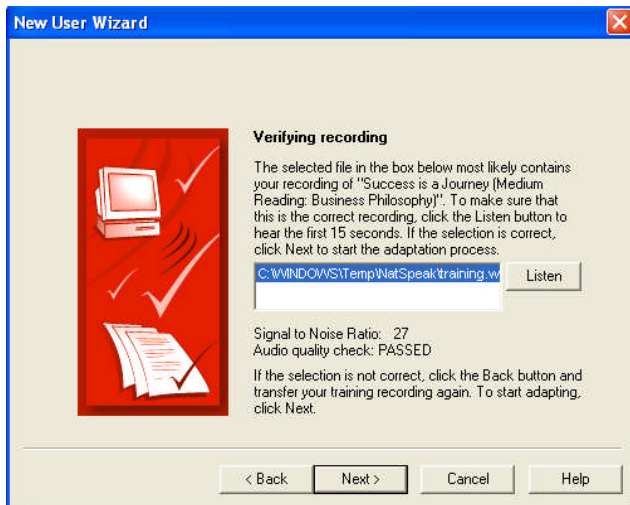 New User Wizard
Verifying recording
The selected file in the box below most likely contains
your recording of "Success is a Journey (Medium
Reading: Business Philosophy)". To make sure that
this is the correct recording, click the Listen button to
hear the first 15 seconds. If the selection is correct,
click Next to start the adaptation process.
C:\WINDOWS\Temp\NatSpeak\training.w
Listen
Signal to Noise Ratio: 27
Audio quality check: PASSED
If the selection is not correct, click the Back button and
transfer your training recording again. To start adapting,
click Next.
< Back Next > Cancel Help